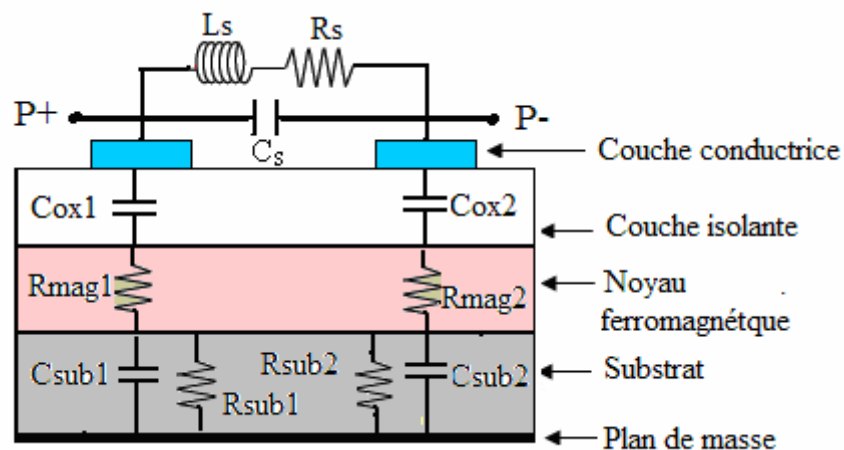 Ls
Rs
P+
P-
Cs
Couche conductrice
Cox1
Cox2
Couche isolante
Rmag1
Rmag2
Noyau
ferromagnétque
Csub1
Rsub2
Csub2
Rsub1
Substrat
Plan de masse